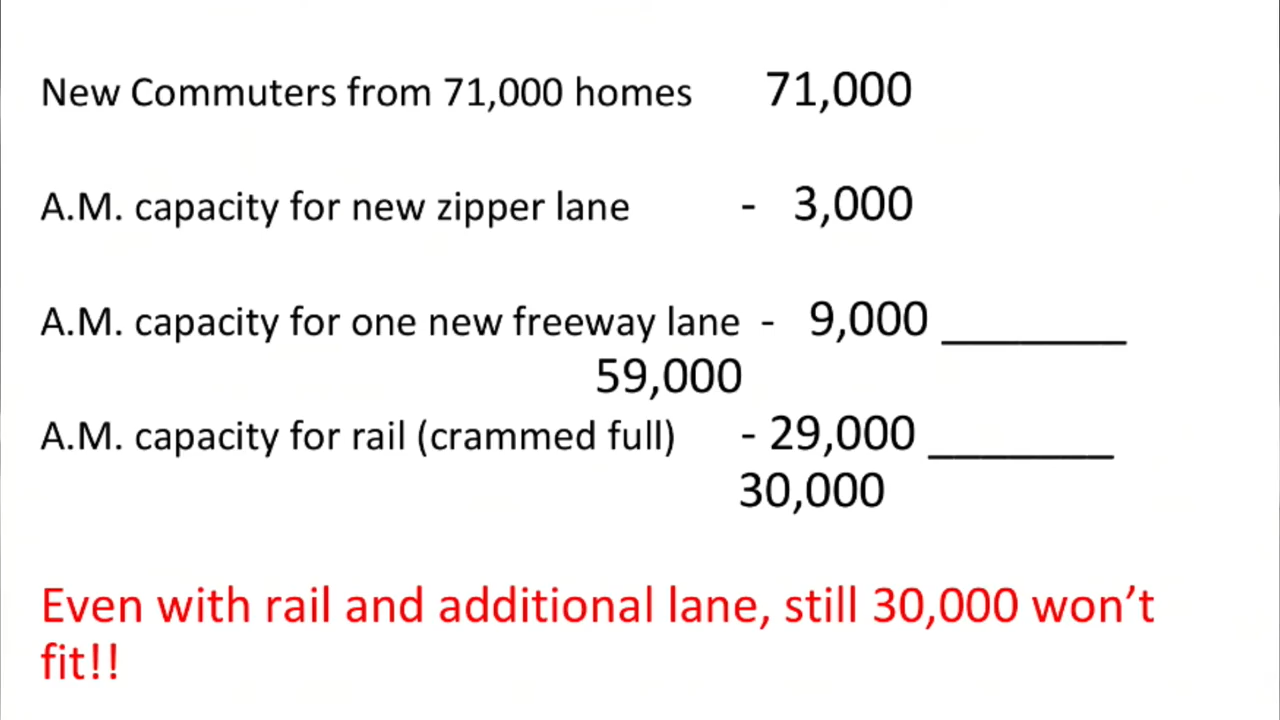 New Commuters from 71,000 homes 71,000
A.M. capacity for new zipper lane - 3,000
A.M. capacity for one new freeway lane - 9,000 ________
59,000
A.M. capacity for rail (crammed full) - 29,000 ________
30,000
Even with rail and additional lane, still 30,000 won’t
fit!!